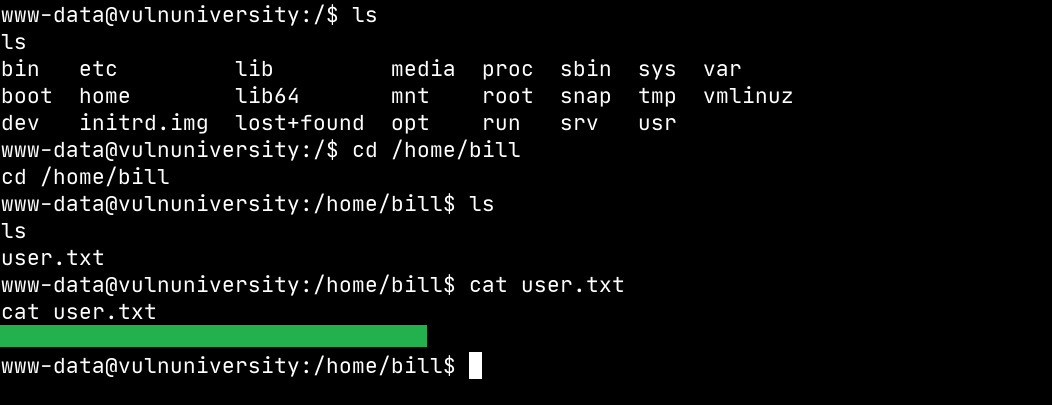 www-data@vulnuniversity:/$ ls
ls
bin   etc         lib         media  proc  sbin  sys  var
boot  home        lib64       mnt    root  snap  tmp  vmlinuz
dev   initrd.img  lost+found  opt    run   srv   usr
www-data@vulnuniversity:/$ cd /home/bill
cd /home/bill
www-data@vulnuniversity:/home/bill$ ls
ls
user.txt
www-data@vulnuniversity:/home/bill$ cat user.txt
cat user.txt
www-data@vulnuniversity:/home/bill$